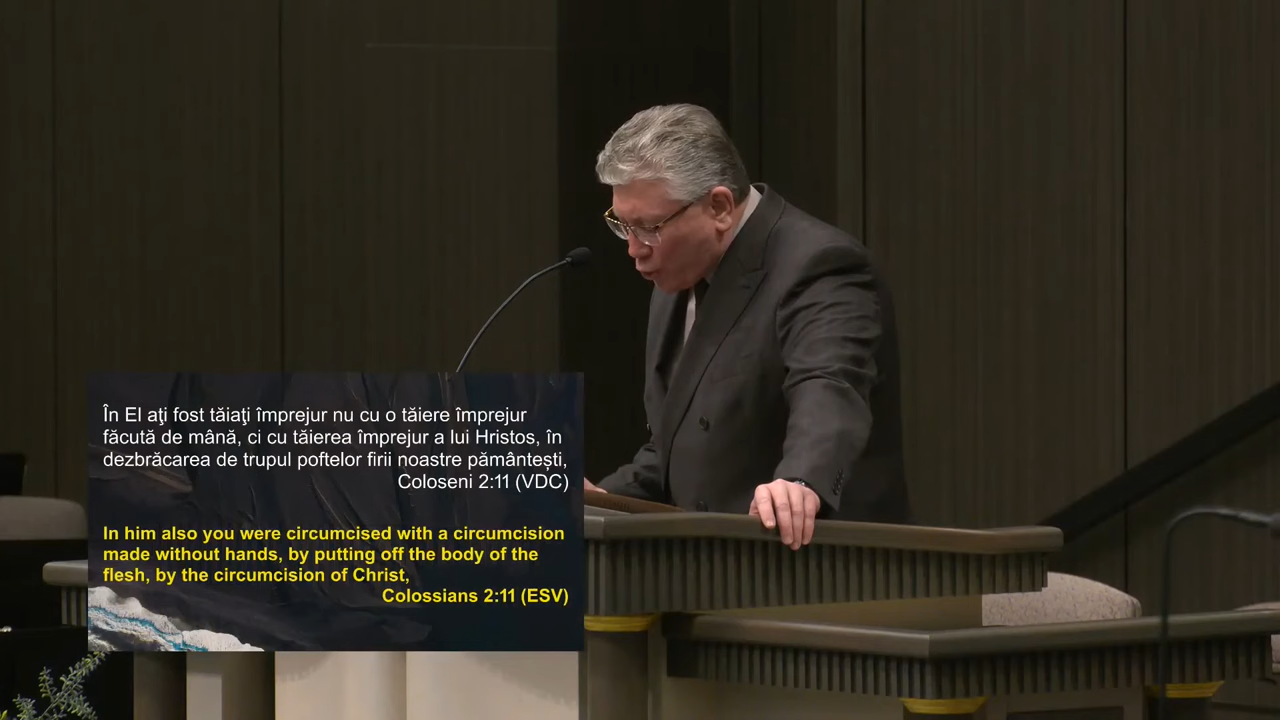 În El aţi fost tăiaţi împrejur nu cu o tăiere împrejur
făcută de mână, ci cu tăierea împrejur a lui Hristos, în
dezbrăcarea de trupul poftelor firii noastre pământești,
Coloseni 2:11 (VDC)
In him also you were circumcised with a circumcision
made without hands, by putting off the body of the
flesh, by the circumcision of Christ,
Colossians 2:11 (ESV)